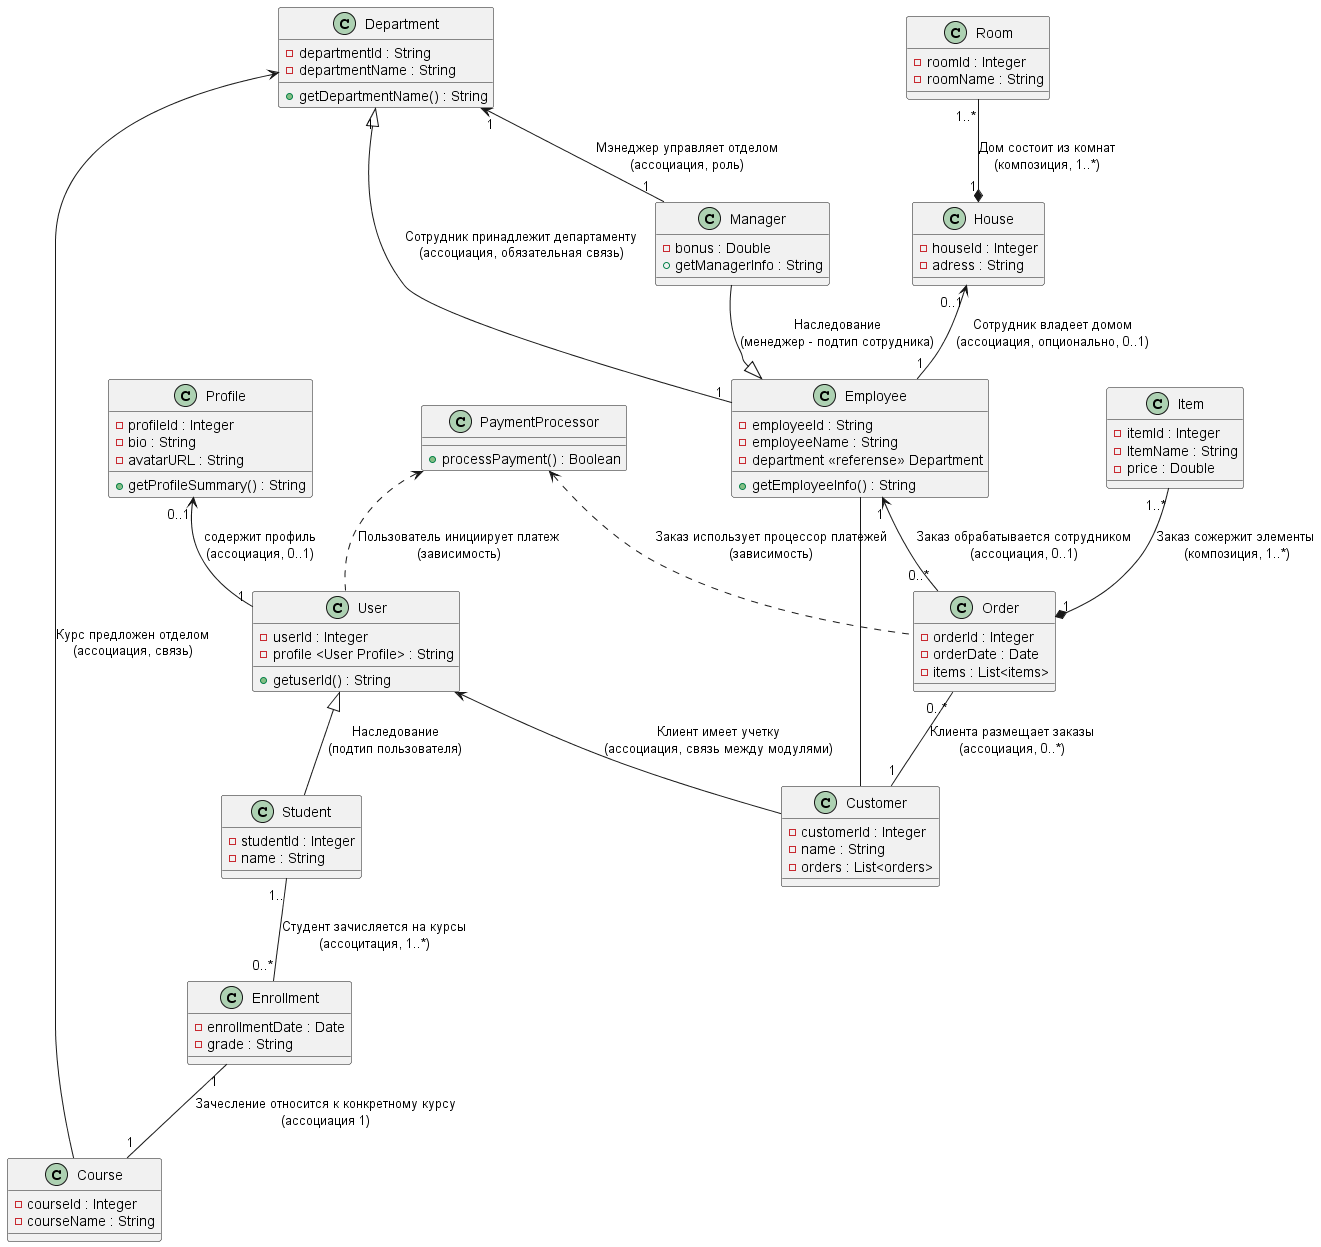 C Department
departmentId : String
departmentName : String
getDepartmentName() : String
C Room
roomId : Integer
roomName : String
1
1
1..*
Мэнеджер управляет отделом
(ассоциация, роль)
Дом состоит из комнат
(композиция, 1..*)
1
1
C Manager
bonus : Double
getManagerInfo : String
C House
houseId : Integer
adress : String
Сотрудник принадлежит департаменту
(ассоциация, обязательная связь)
0..1
Наследование
(менеджер - подтип сотрудника)
Сотрудник владеет домом
(ассоциация, опционально, 0..1)
1
1
C Profile
profileId : Integer
bio : String
avatarURL : String
getProfileSummary() : String
C PaymentProcessor
processPayment() : Boolean
C Employee
employeeId : String
employeeName : String
department «referense» Department
getEmployeeInfo() : String
C Item
itemId : Integer
ItemName : String
price : Double
0..1
1
1..*
содержит профиль
(ассоциация, 0..1)
Пользователь инициирует платеж
(зависимость)
Заказ использует процессор платежей
(зависимость)
Заказ обрабатывается сотрудником
(ассоциация, 0..1)
Заказ сожержит элементы
(композиция, 1..*)
1
0..*
1
C User
userId : Integer
profile <User Profile> : String
getuserId() : String
C Order
orderId : Integer
orderDate : Date
items : List<items>
Курс предложен отделом
(ассоциация, связь)
0..*
Наследование
(подтип пользователя)
Клиент имеет учетку
(ассоциация, связь между модулями)
Клиента размещает заказы
(ассоциация, 0..*)
1
C Student
studentId : Integer
name : String
C Customer
customerId : Integer
name : String
orders : List<orders>
1..
Студент зачисляется на курсы
(ассоцитация, 1..*)
0..*
C Enrollment
enrollmentDate : Date
grade : String
1
Зачесление относится к конкретному курсу
(ассоциация 1)
1
C Course
courseId : Integer
courseName : String